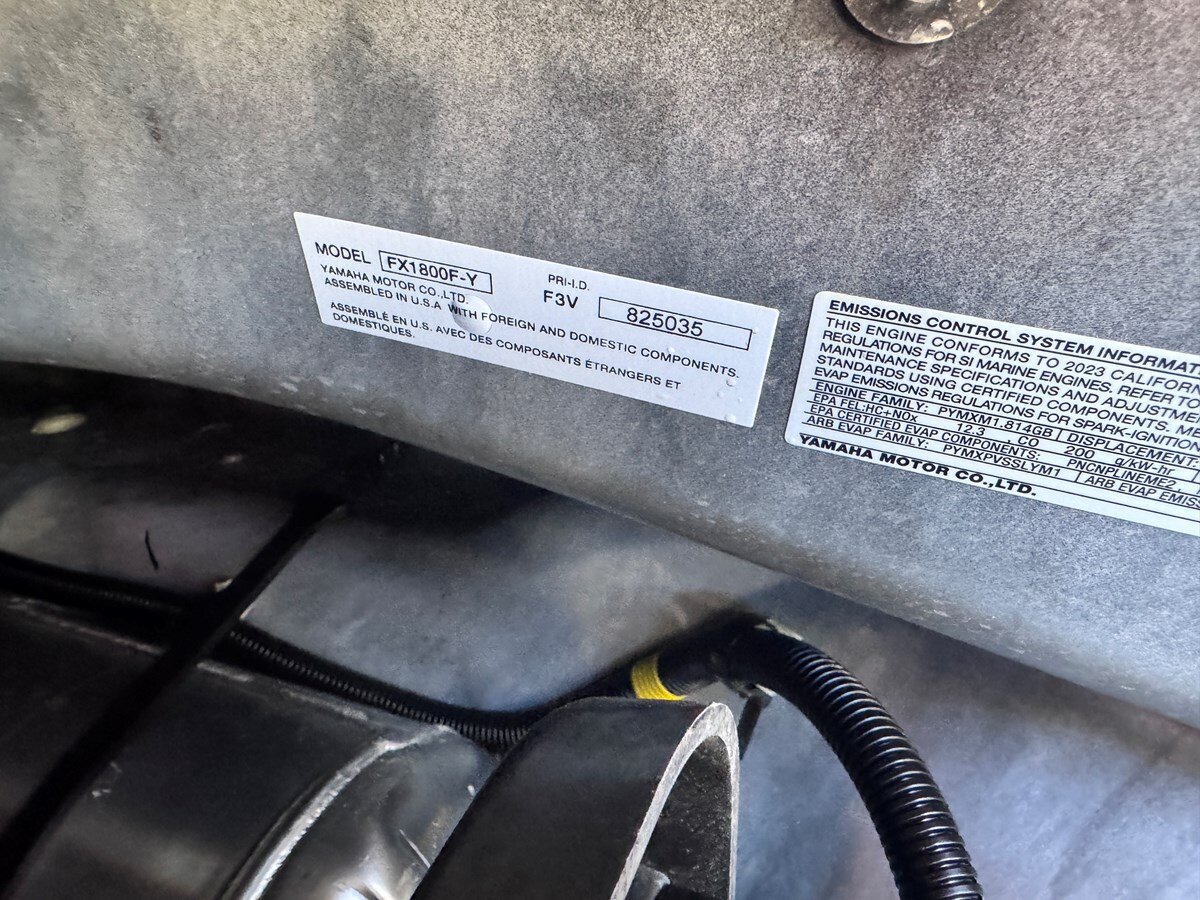 MODEL FX1800F-Y
YAMAHA MOTOR CO.,LTD.
PRI-I.D.
F3V 825035
ASSEMBLED IN U.S.A WITH FOREIGN AND DOMESTIC COMPONENTS.
ASSEMBLÉ EN U.S. AVEC DES COMPOSANTS ÉTRANGERS ET
DOMESTIQUES.
EMISSIONS CONTROL SYSTEM INFORMAT
THIS ENGINE CONFORMS TO 2023 CALIFORN
REGULATIONS FOR SI MARINE ENGINES. REFER TO
MAINTENANCE SPECIFICATIONS AND ADJUSTME
STANDARDS USING CERTIFIED COMPONENTS. ME
EVAP EMISSIONS REGULATIONS FOR SPARK-IGNITION
ENGINE FAMILY: PYMXM1.814GB DISPLACEMENT:
EPA FEL:HC+NOx 12.3 CO 200 g/kW-hr
EPA CERTIFIED EVAP COMPONENTS: PNCNPLINEME2
ARB EVAP FAMILY: PYMXPVSSLYM1 ARB EVAP EMISS
YAMAHA MOTOR CO.,LTD.